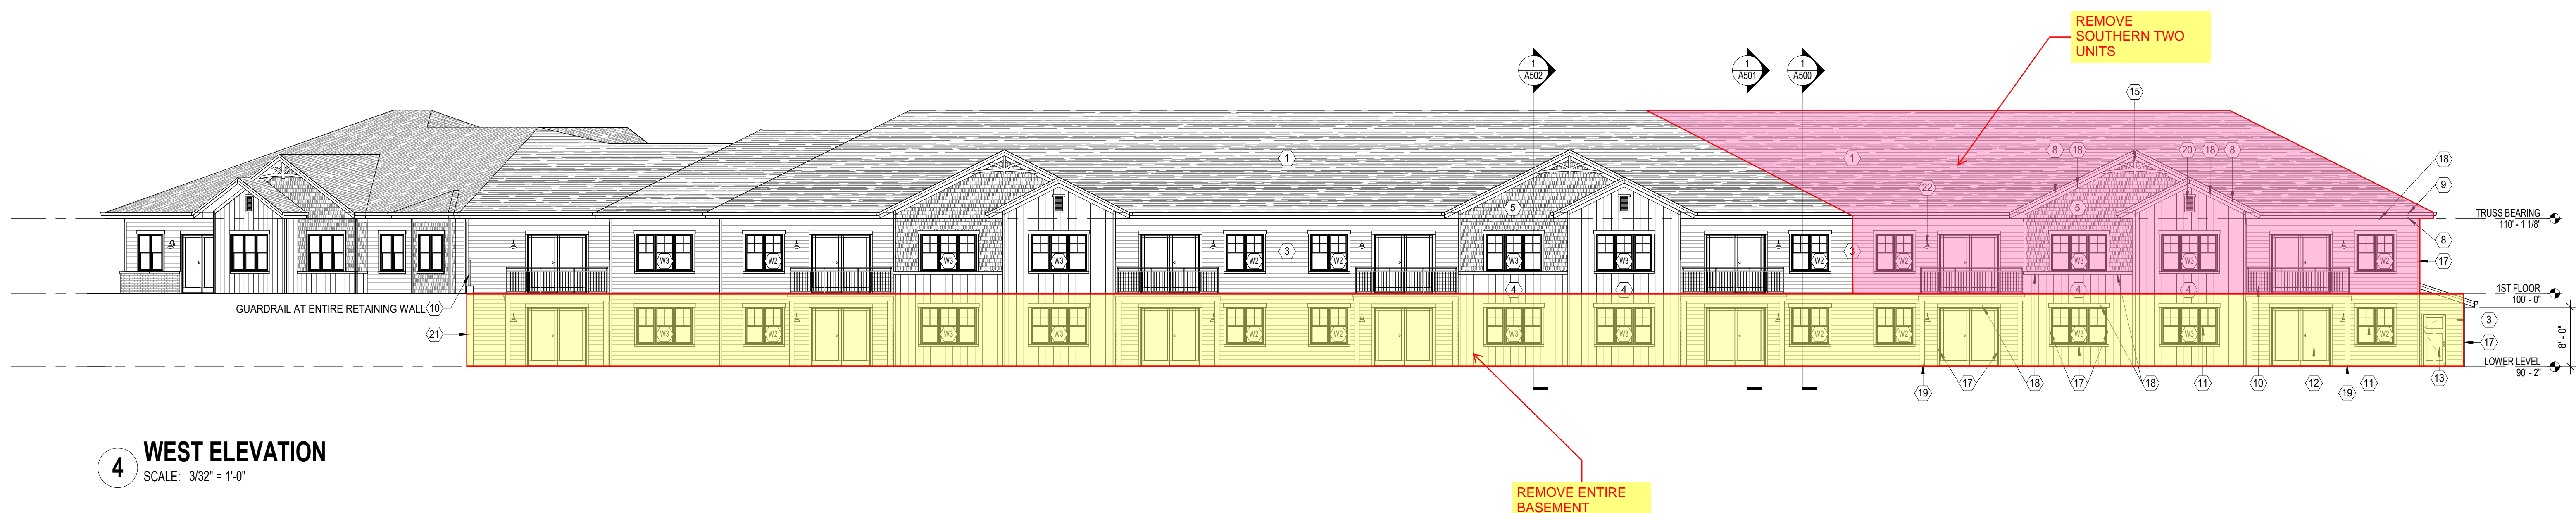 REMOVE
SOUTHERN TWO
UNITS
1
A502
1
A501
1
A500
15
1
1
8
18
20
18
8
18
9
22
5
5
TRUSS BEARING
110' - 1 1/8"
8
3
3
3
17
W3
W2
W2
W3
W3
W2
W2
W3
W3
W2
W2
W3
W3
W2
4
4
4
4
10
1ST FLOOR
100' - 0"
GUARDRAIL AT ENTIRE RETAINING WALL
10
21
W3
W2
W2
W3
W3
W2
W2
W3
W3
W2
W2
W3
W3
W2
3
17
8' - 0"
LOWER LEVEL
90' - 2"
19
17
18
17
18
11
10
12
19
11
13
4
WEST ELEVATION
SCALE: 3/32" = 1'-0"
REMOVE ENTIRE
BASEMENT